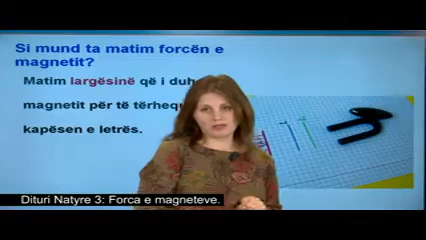 Si mund ta matim forcën e
magnetit?
Matim largësinë që i
magnetit për të
kapësen e letrës.
Dituri Natyre 3: Forca e magneteve.